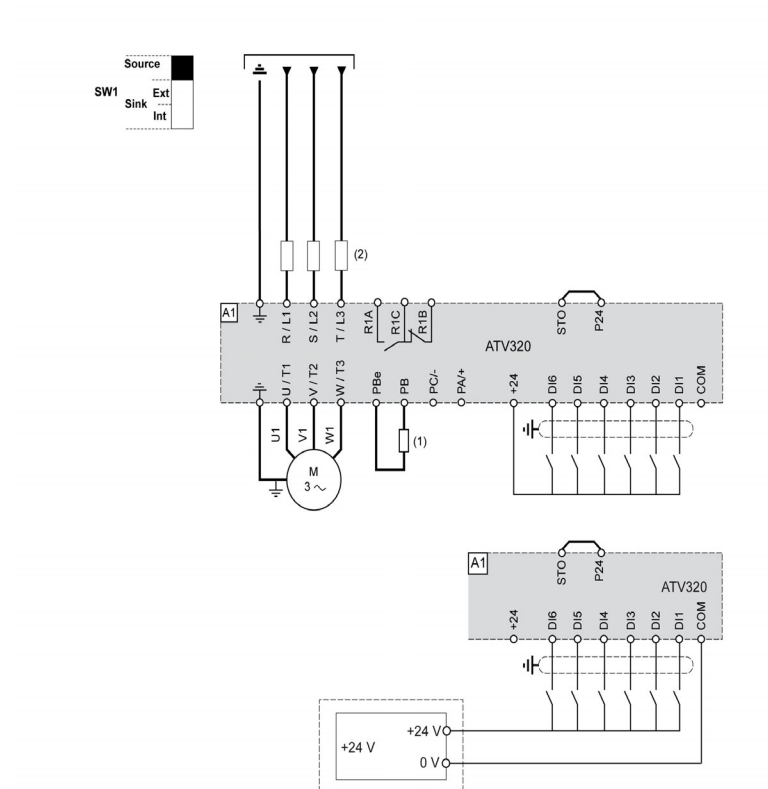 Source
SW1
Ext
Sink
Int
(2)
A1
R / L1
S / L2
T / L3
R1A
R1C
R1B
STO
P24
ATV320
U / T1
V / T2
W / T3
PBe
PB
PC/-
PA/+
+24
DI6
DI5
DI4
DI3
DI2
DI1
COM
U1
V1
W1
(1)
M
3 ~
A1
STO
P24
ATV320
+24
DI6
DI5
DI4
DI3
DI2
DI1
COM
+24 V
+24 V
0 V